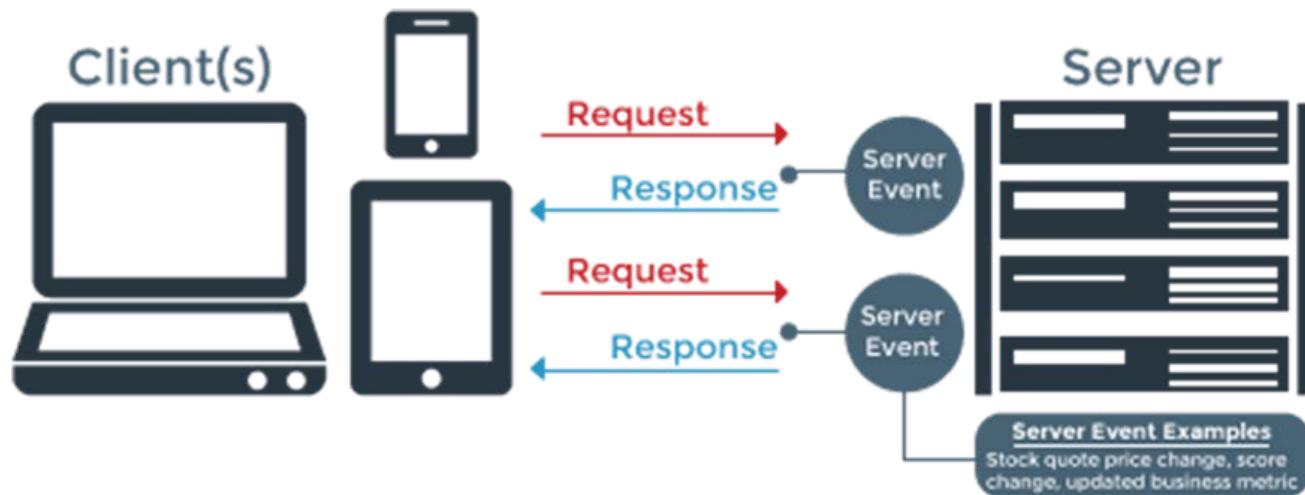 Client(s)
Server
Request
Server
Event
Response
Request
Server
Event
Response
Server Event Examples
Stock quote price change, score
change, updated business metric